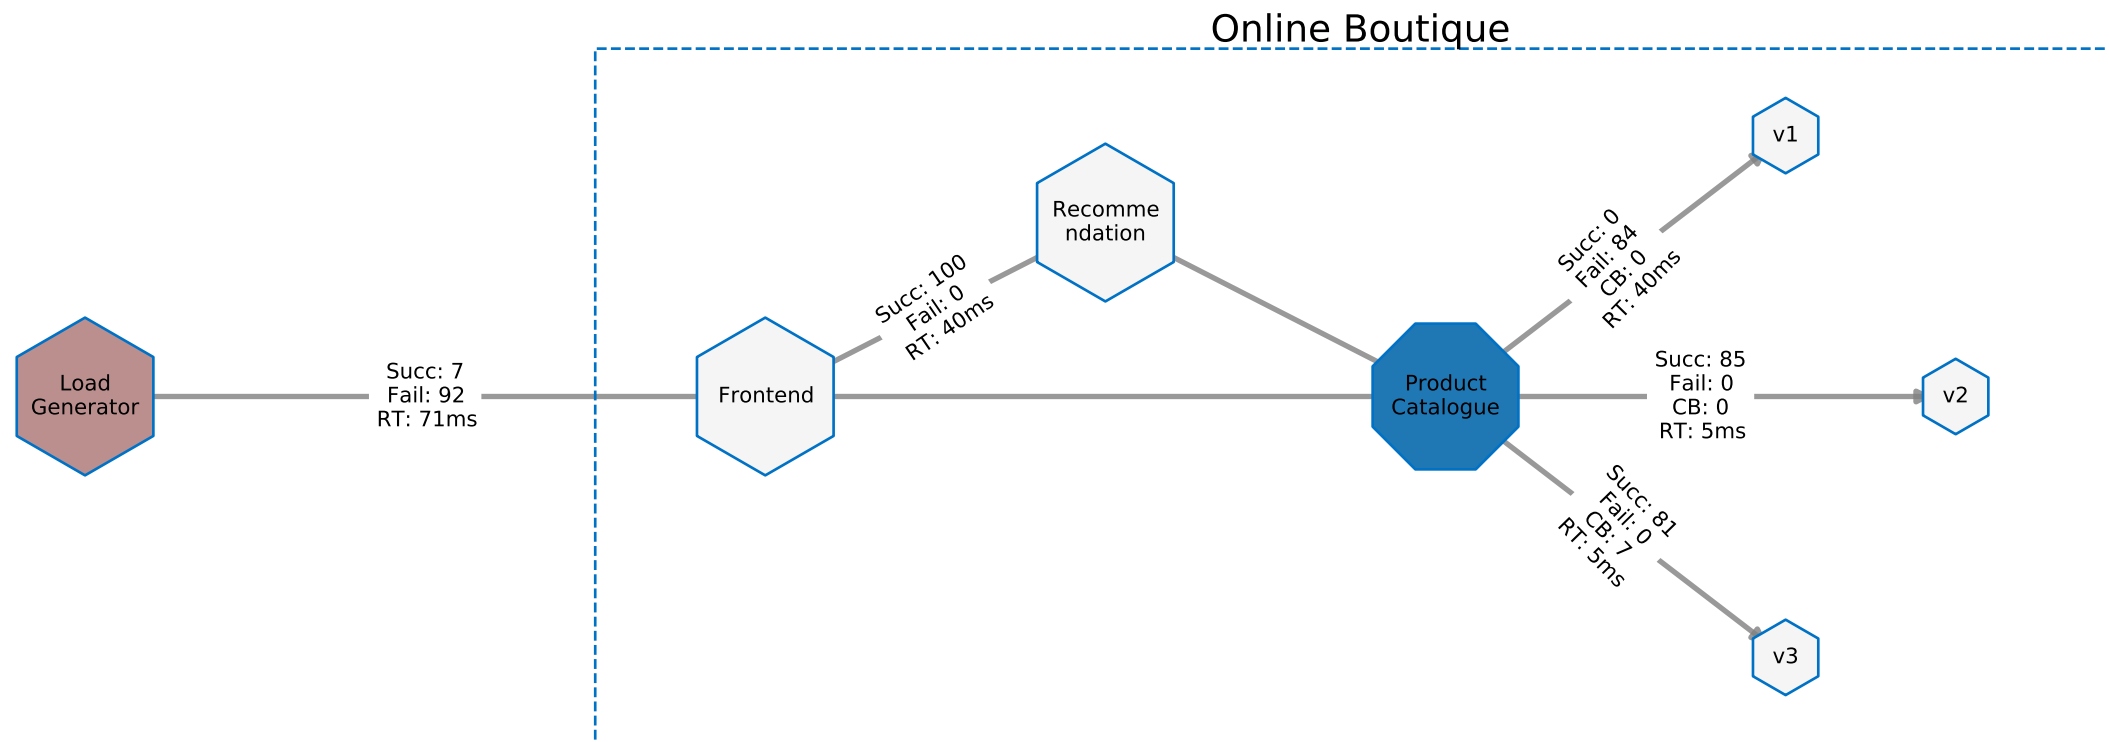 Online Boutique
Load
Generator
Succ: 7
Fail: 92
RT: 71ms
Frontend
Succ: 100
Fail: 0
RT: 40ms
Recomme
ndation
Product
Catalogue
Succ: 0
Fail: 84
CB: 0
RT: 40ms
v1
Succ: 85
Fail: 0
CB: 0
RT: 5ms
v2
Succ: 81
Fail: 0
CB: 7
RT: 5ms
v3